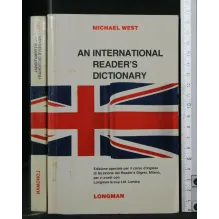 MICHAEL WEST
AN INTERNATIONAL
READER'S
DICTIONARY
Edizione speciale per il corso d'inglese
di Selezione dal Reader's Digest, Milano,
per accordi con
Longman Group Ltd. Londra
LONGMAN
LONGMAN